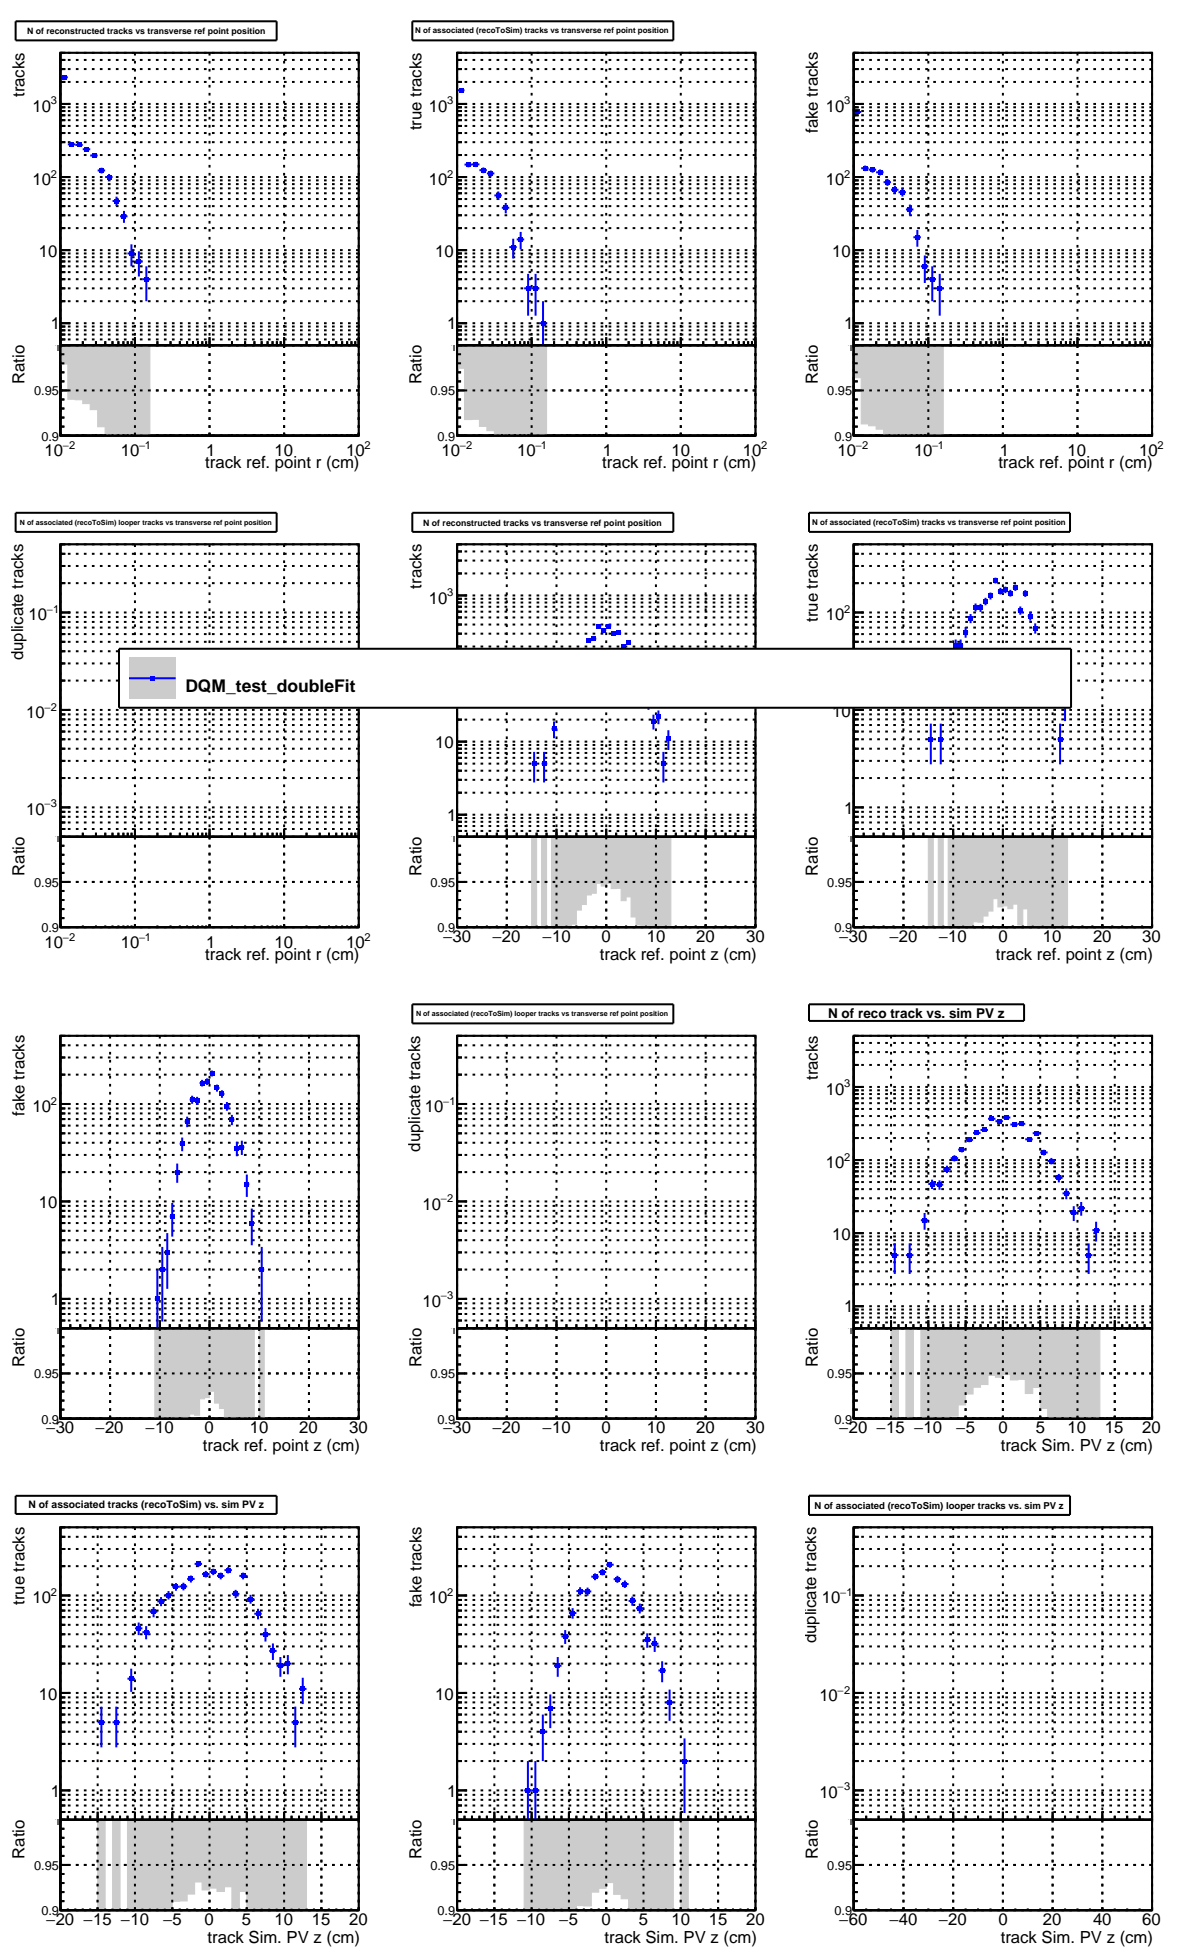 N of reconstructed tracks vs transverse ref point position
tracks
10³
10²
10
1
Ratio
0.95
0.9
10⁻² 10⁻¹ 1 10 10²
track ref. point r (cm)
N of associated (recoToSim) tracks vs transverse ref point position
true tracks
10³
10²
10
1
Ratio
0.95
0.9
10⁻² 10⁻¹ 1 10 10²
track ref. point r (cm)
fake tracks
10³
10²
10
1
Ratio
0.95
0.9
10⁻² 10⁻¹ 1 10 10²
track ref. point r (cm)
N of associated (recoToSim) looper tracks vs transverse ref point position
duplicate tracks
10⁻¹
10⁻²
10⁻³
Ratio
0.95
0.9
10⁻² 10⁻¹ 1 10 10²
track ref. point r (cm)
N of reconstructed tracks vs transverse ref point position
tracks
10³
10
1
Ratio
0.95
0.9
−30 −20 −10 0 10 20 30
track ref. point z (cm)
N of associated (recoToSim) tracks vs transverse ref point position
true tracks
10²
10
1
Ratio
0.95
0.9
−30 −20 −10 0 10 20 30
track ref. point z (cm)
DQM_test_doubleFit
fake tracks
10²
10
1
Ratio
0.95
0.9
−30 −20 −10 0 10 20 30
track ref. point z (cm)
N of associated (recoToSim) looper tracks vs transverse ref point position
duplicate tracks
10⁻¹
10⁻²
10⁻³
Ratio
0.95
0.9
−30 −20 −10 0 10 20 30
track ref. point z (cm)
N of reco track vs. sim PV z
tracks
10³
10²
10
1
Ratio
0.95
0.9
−20 −15 −10 −5 0 5 10 15 20
track Sim. PV z (cm)
N of associated tracks (recoToSim) vs. sim PV z
true tracks
10²
10
1
Ratio
0.95
0.9
−20 −15 −10 −5 0 5 10 15 20
track Sim. PV z (cm)
fake tracks
10²
10
1
Ratio
0.95
0.9
−20 −15 −10 −5 0 5 10 15 20
track Sim. PV z (cm)
N of associated (recoToSim) looper tracks vs. sim PV z
duplicate tracks
10⁻¹
10⁻²
10⁻³
Ratio
0.95
0.9
−60 −40 −20 0 20 40 60
track Sim. PV z (cm)